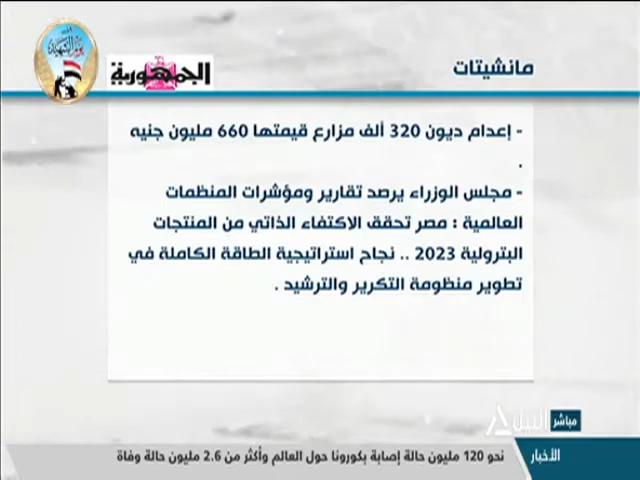 يوم الشهيد
الجمهورية
مانشيتات
- إعدام ديون 320 ألف مزارع قيمتها 660 مليون جنيه
.
- مجلس الوزراء يرصد تقارير ومؤشرات المنظمات
العالمية : مصر تحقق الاكتفاء الذاتي من المنتجات
البترولية 2023 .. نجاح استراتيجية الطاقة الكاملة في
تطوير منظومة التكرير والترشيد .
مباشر النيل
الأخبار
نحو 120 مليون حالة إصابة بكورونا حول العالم وأكثر من 2.6 مليون حالة وفاة